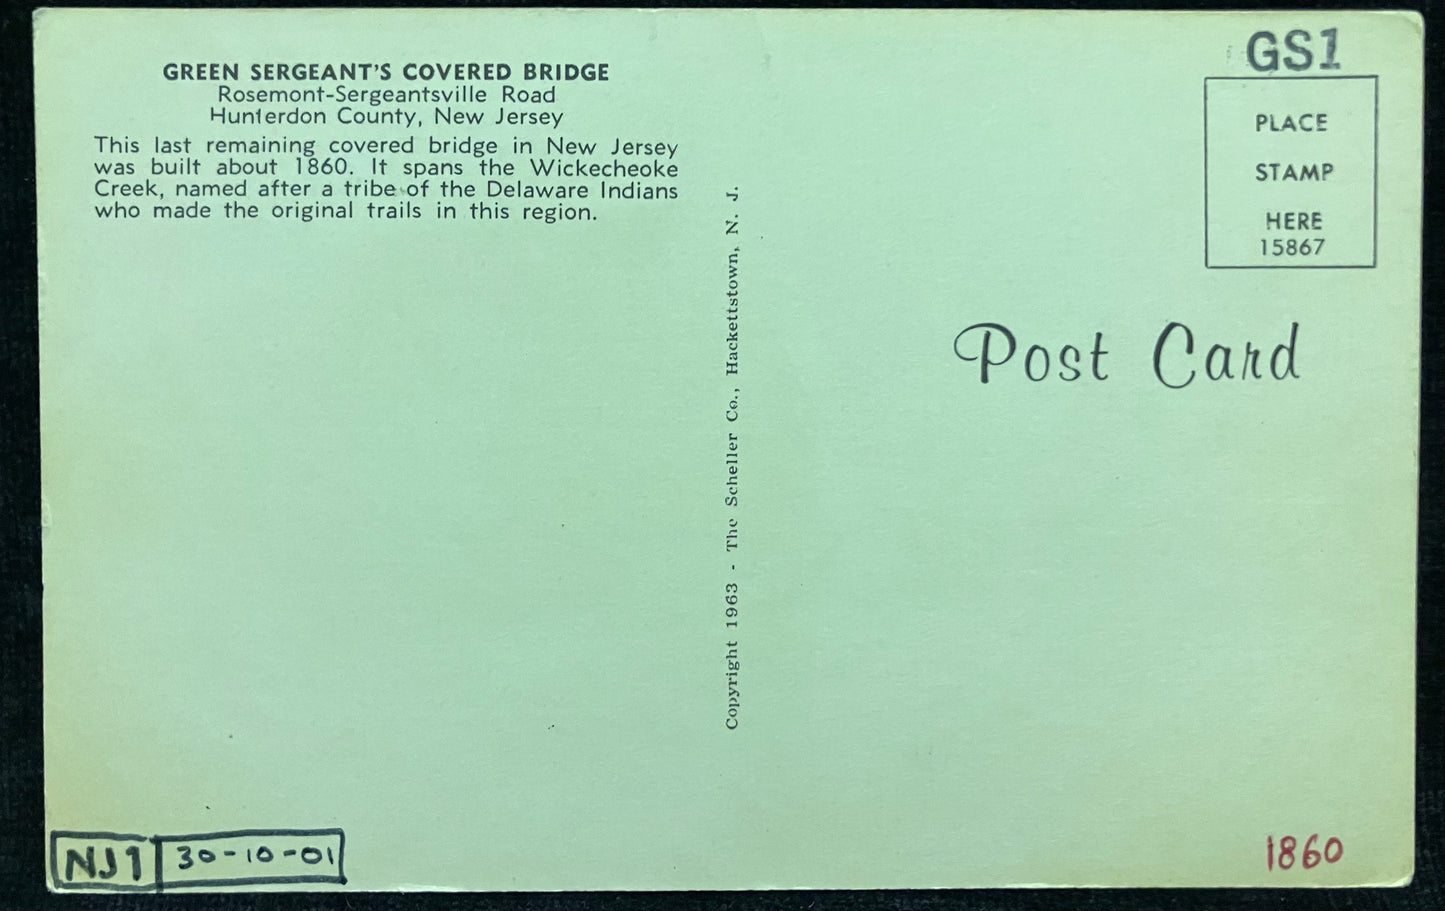 GS1
GREEN SERGEANT'S COVERED BRIDGE
Rosemont-Sergeantsville Road
Hunterdon County, New Jersey
This last remaining covered bridge in New Jersey
was built about 1860. It spans the Wickecheoke
Creek, named after a tribe of the Delaware Indians
who made the original trails in this region.
Copyright 1963 - The Scheller Co., Hackettstown, N. J.
PLACE
STAMP
HERE
15867
Post Card
NJ1 30-10-01
1860